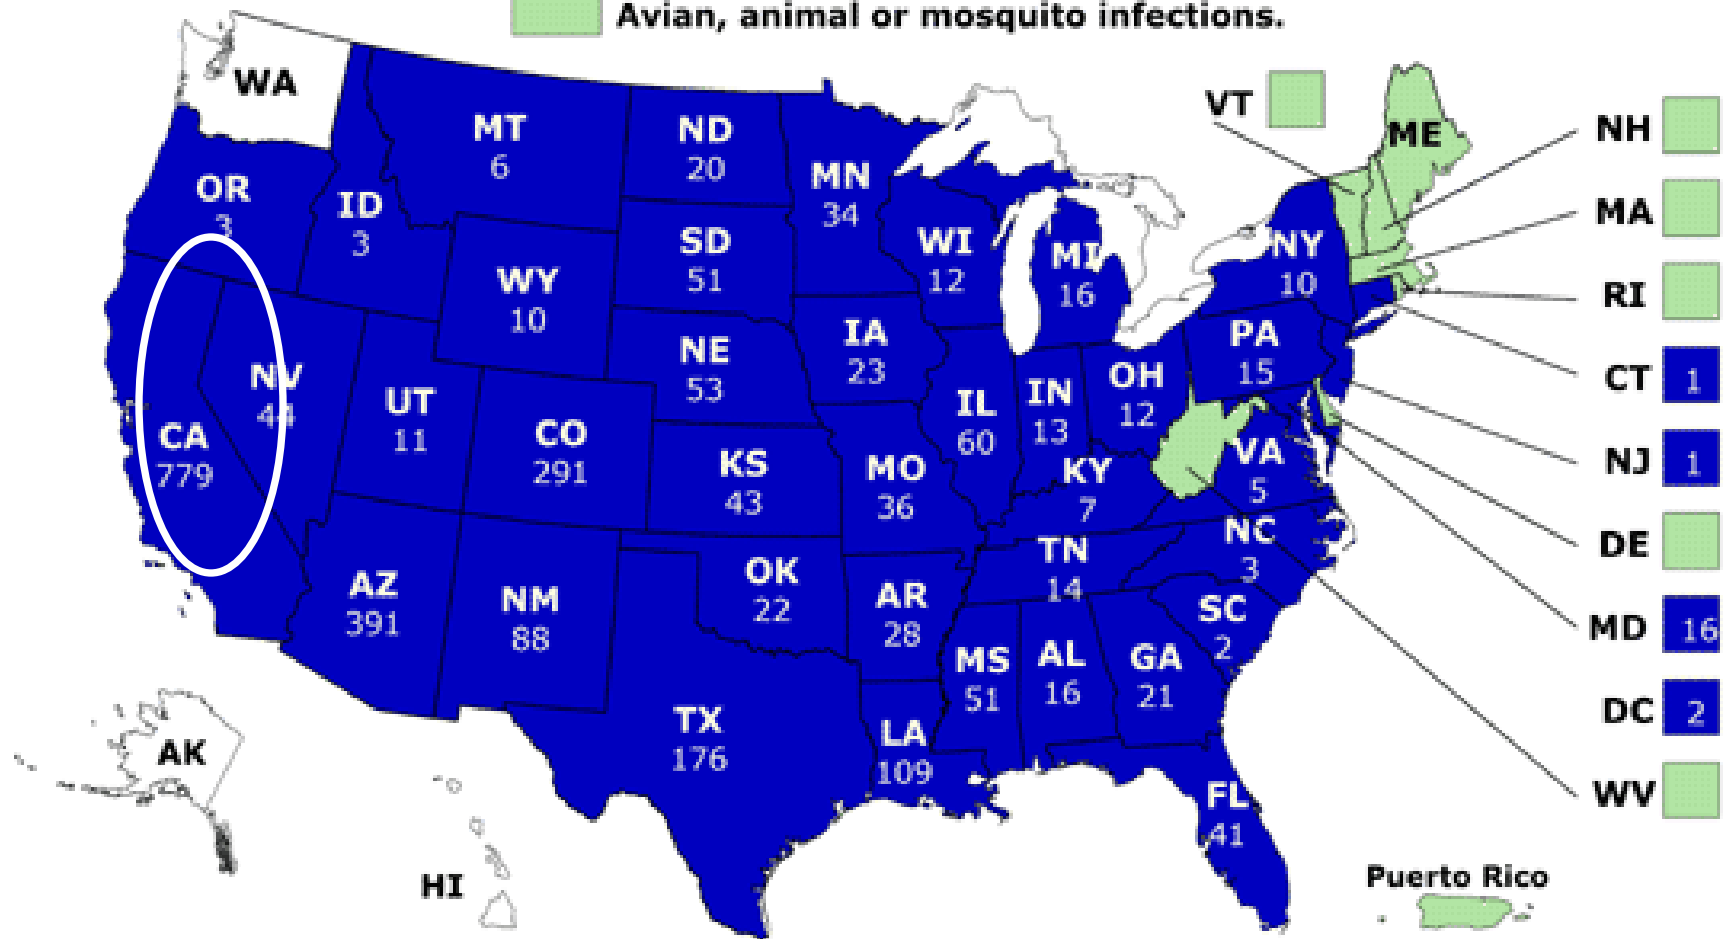 Avian, animal or mosquito infections.
WA
VT
NH
ME
MT
6
ND
20
MN
34
OR
3
ID
3
MA
WI
12
MI
16
NY
10
SD
51
WY
10
RI
IA
23
PA
15
NE
53
CT
1
NV
44
UT
11
OH
12
IN
13
IL
60
CA
779
CO
291
KS
43
MO
36
KY
7
VA
5
NJ
1
NC
3
DE
TN
14
AZ
391
NM
88
OK
22
AR
28
SC
2
MD
16
MS
51
AL
16
GA
21
DC
2
TX
176
LA
109
AK
FL
41
WV
HI
Puerto Rico